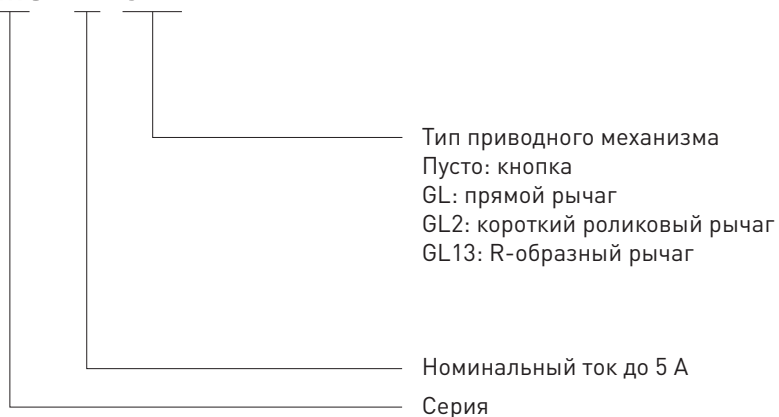 Тип приводного механизма
Пусто: кнопка
GL: прямой рычаг
GL2: короткий роликовый рычаг
GL13: R-образный рычаг
Номинальный ток до 5 А
Серия